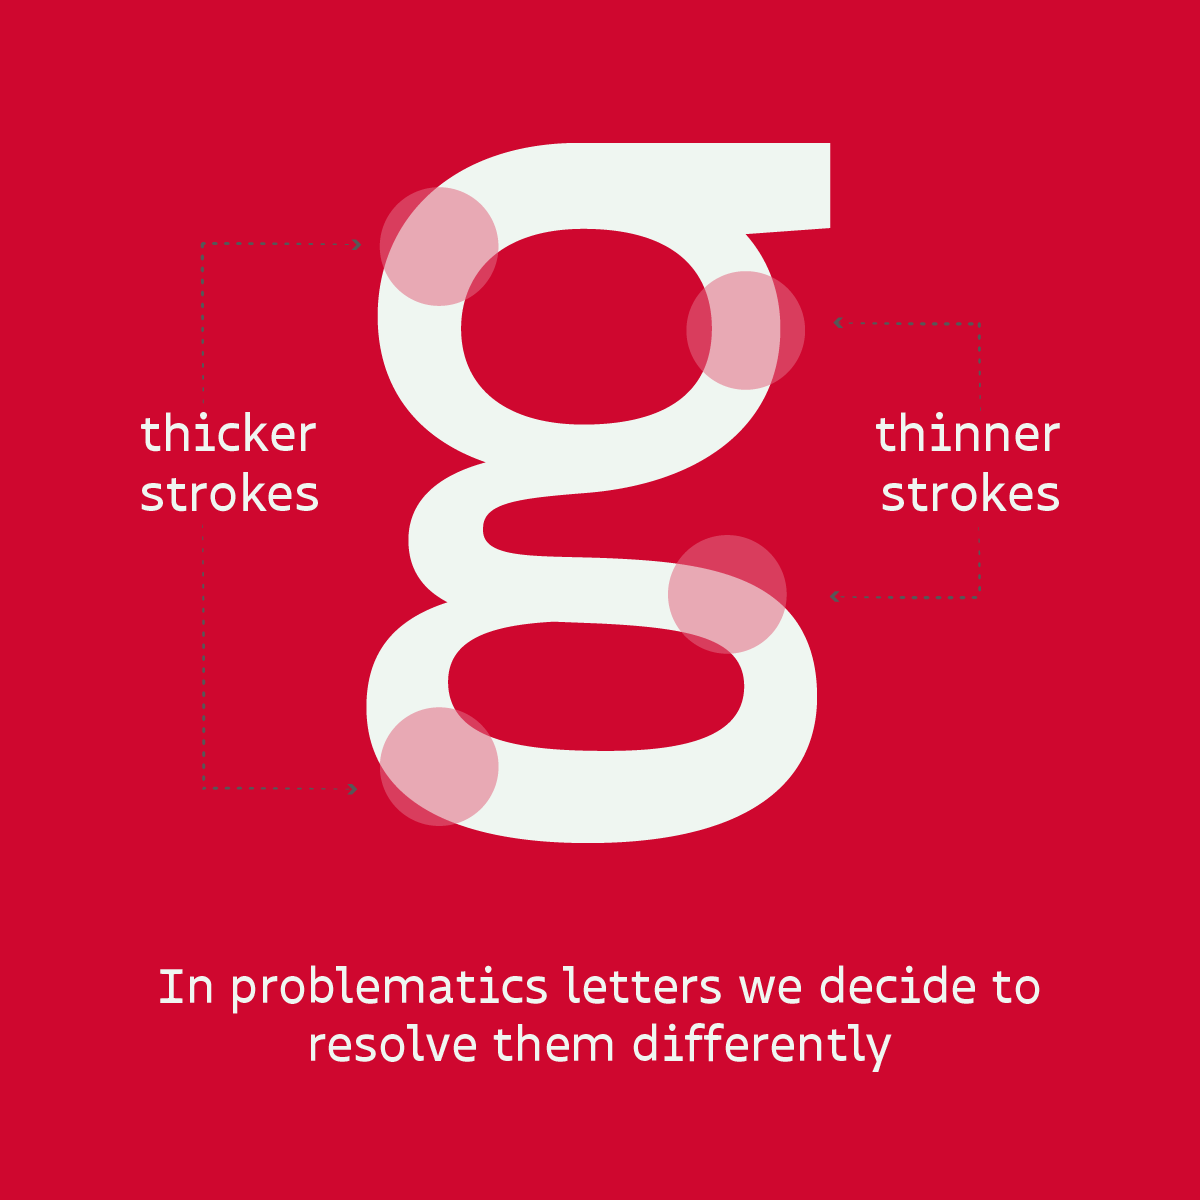 g
thicker
strokes
thinner
strokes
In problematics letters we decide to
resolve them differently